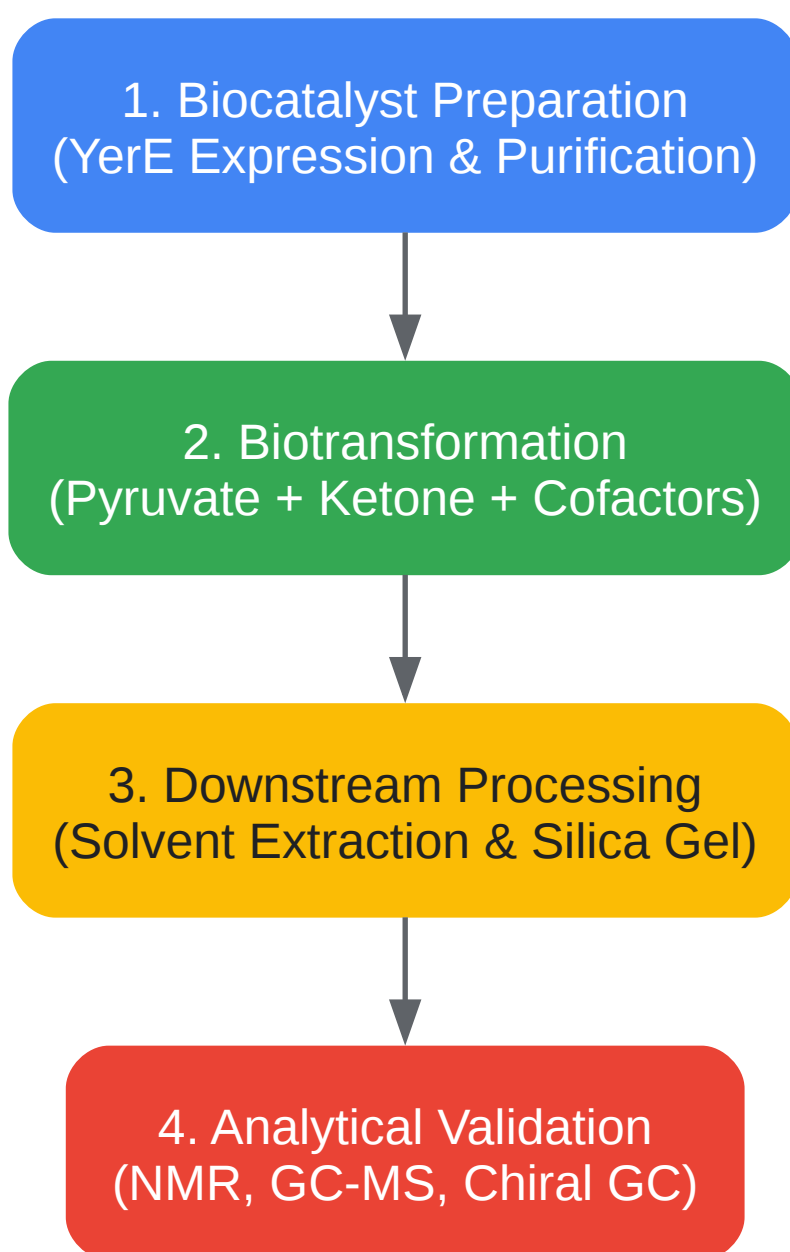 1. Biocatalyst Preparation
(YerE Expression & Purification)
2. Biotransformation
(Pyruvate + Ketone + Cofactors)
3. Downstream Processing
(Solvent Extraction & Silica Gel)
4. Analytical Validation
(NMR, GC-MS, Chiral GC)